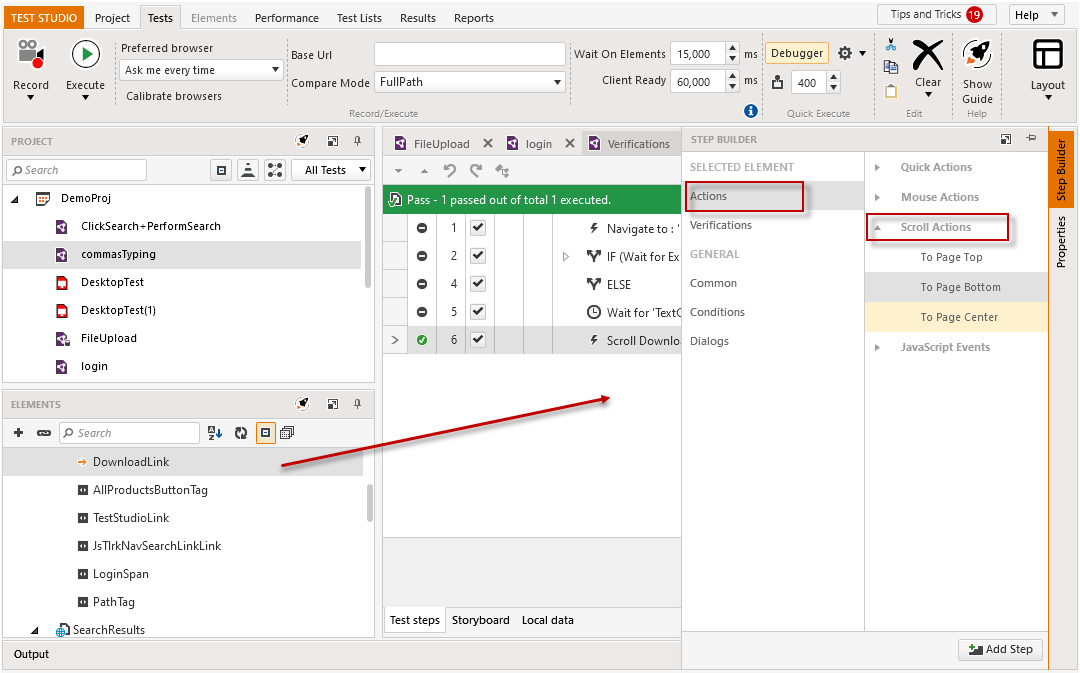 TEST STUDIO Project Tests Elements Performance Test Lists Results Reports Tips and Tricks 19 Help
Record
Execute
Preferred browser
Ask me every time
Calibrate browsers
Base Url
Compare Mode FullPath
Wait On Elements 15,000 ms
Client Ready 60,000 ms
Record/Execute
Debugger
400
Quick Execute
Clear
Edit
Show
Guide
Help
Layout
PROJECT
Search
All Tests
DemoProj
ClickSearch+PerformSearch
commasTyping
DesktopTest
DesktopTest(1)
FileUpload
login
ELEMENTS
Search
DownloadLink
AllProductsButtonTag
TestStudioLink
JsTlrkNavSearchLinkLink
LoginSpan
PathTag
SearchResults
Output
FileUpload login Verifications
Pass - 1 passed out of total 1 executed.
1 Navigate to : '
2 IF (Wait for Ex
4 ELSE
5 Wait for 'TextC
6 Scroll Downloa
Test steps Storyboard Local data
STEP BUILDER
SELECTED ELEMENT
Actions
Verifications
GENERAL
Common
Conditions
Dialogs
Quick Actions
Mouse Actions
Scroll Actions
To Page Top
To Page Bottom
To Page Center
JavaScript Events
Add Step
Step Builder
Properties